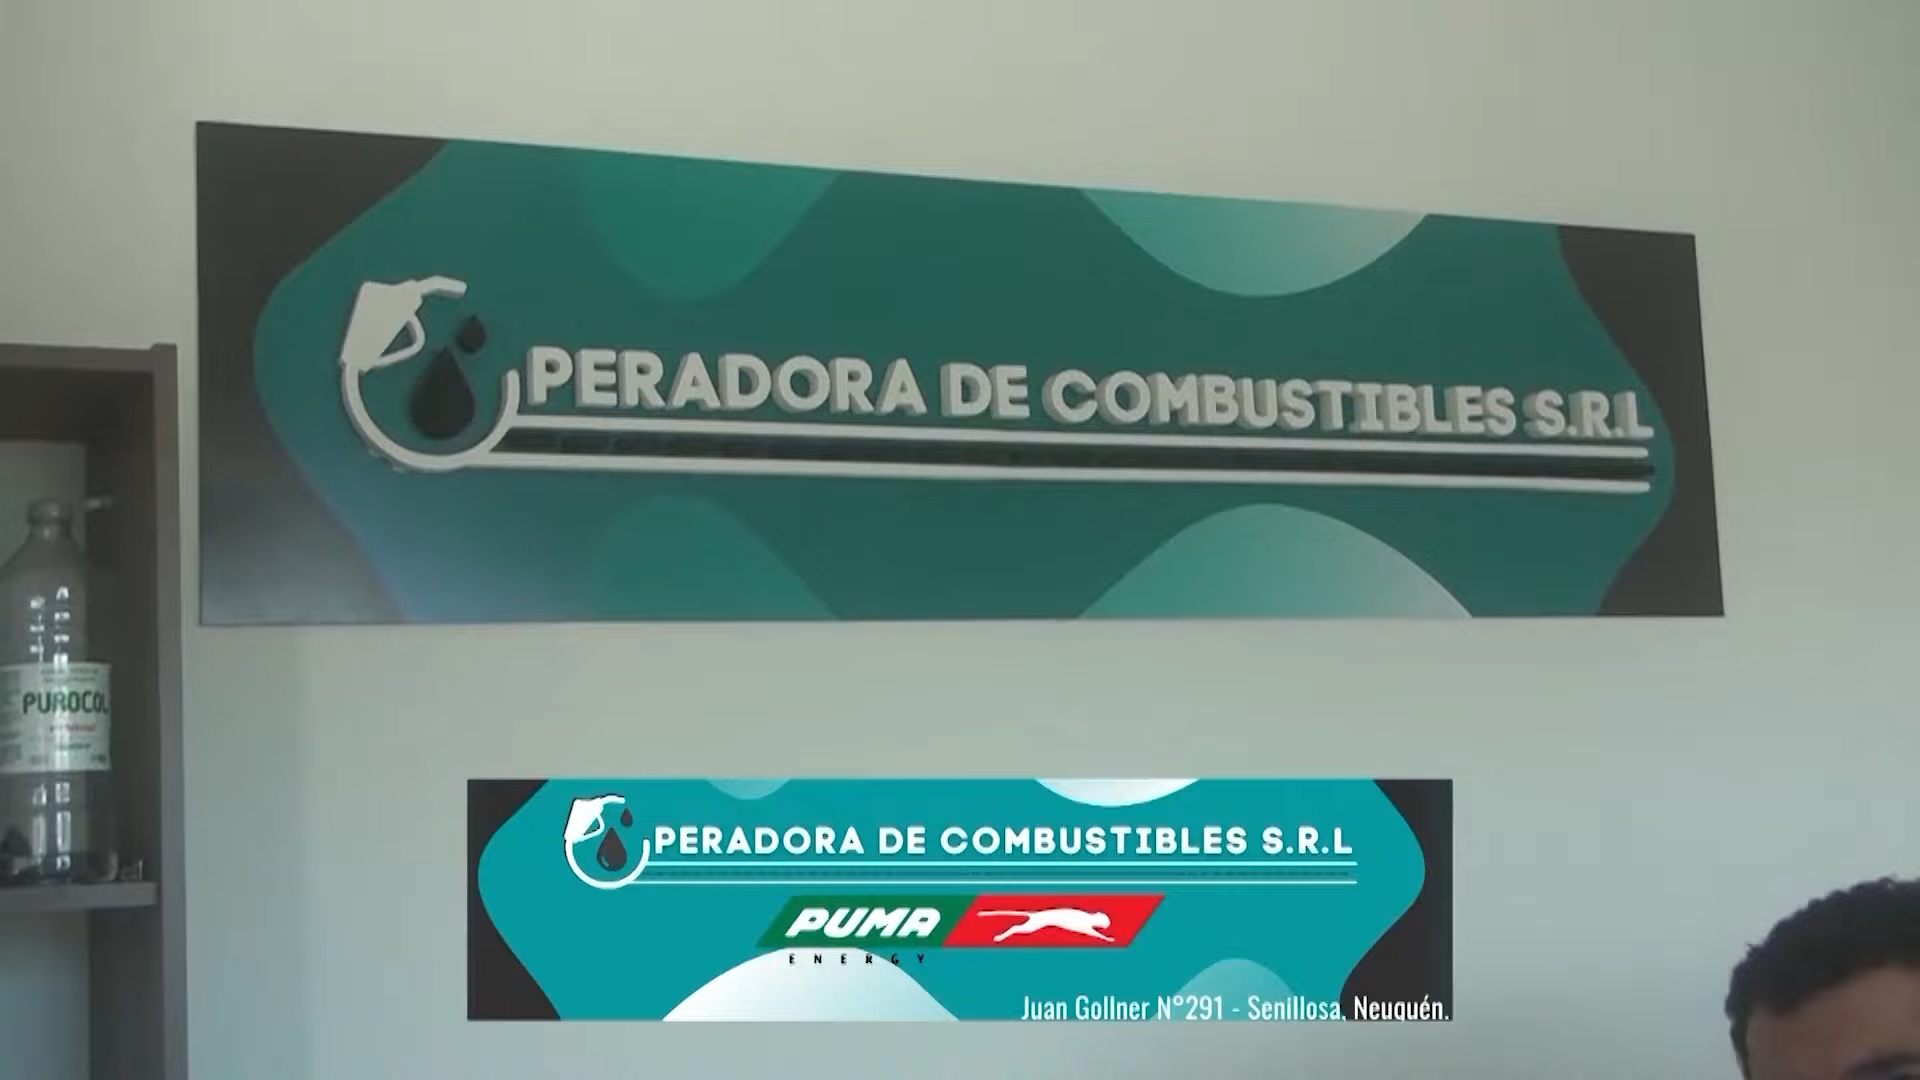 PERADORA DE COMBUSTIBLES S.R.L
PUROCOL
PERADORA DE COMBUSTIBLES S.R.L
PUMA
ENERGY
Juan Gollner N°291 - Senillosa, Neuquén.